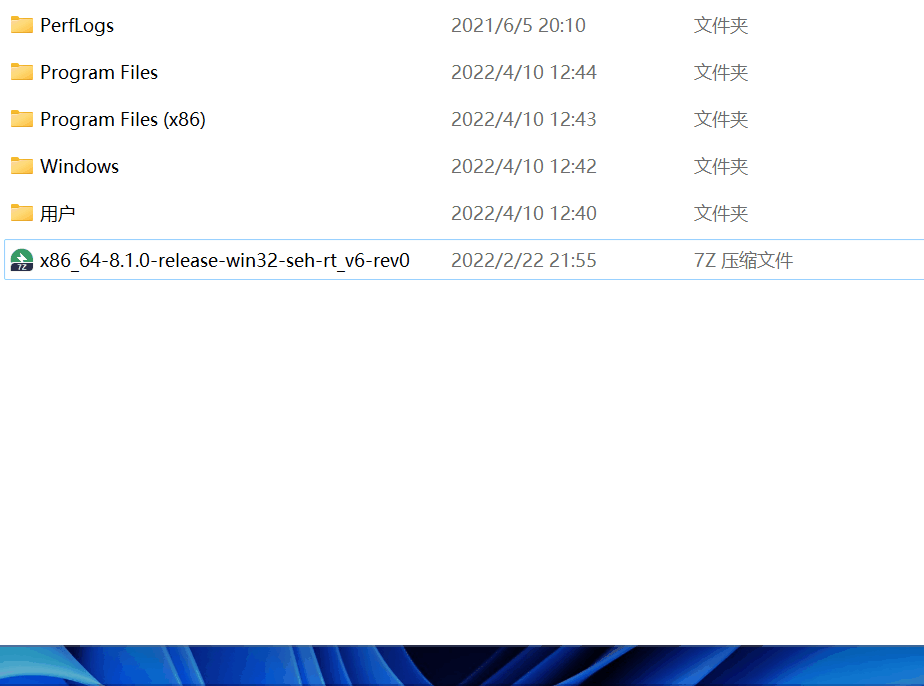 PerfLogs 2021/6/5 20:10 文件夹
Program Files 2022/4/10 12:44 文件夹
Program Files (x86) 2022/4/10 12:43 文件夹
Windows 2022/4/10 12:42 文件夹
用户 2022/4/10 12:40 文件夹
7Z x86_64-8.1.0-release-win32-seh-rt_v6-rev0 2022/2/22 21:55 7Z 压缩文件